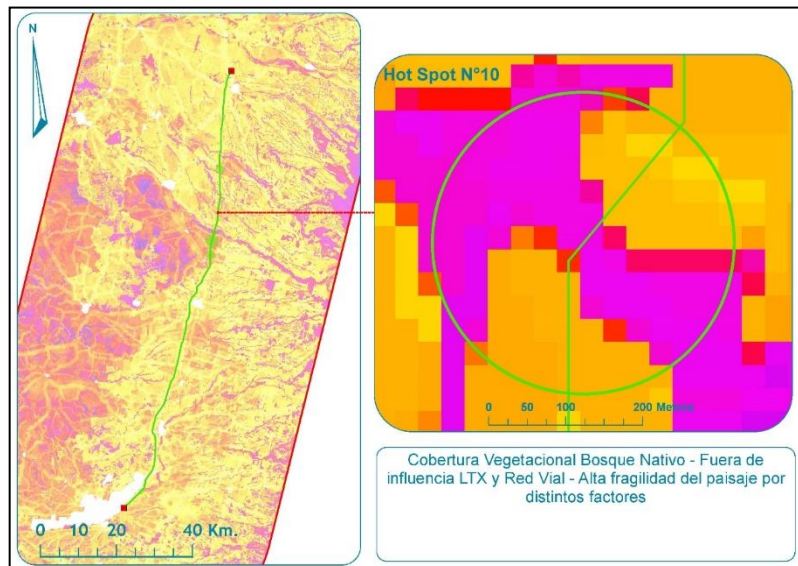 N
0 10 20 40 Km.
Hot Spot N°10
0 50 100 200 Metros
Cobertura Vegetacional Bosque Nativo - Fuera de
influencia LTX y Red Vial - Alta fragilidad del paisaje por
distintos factores